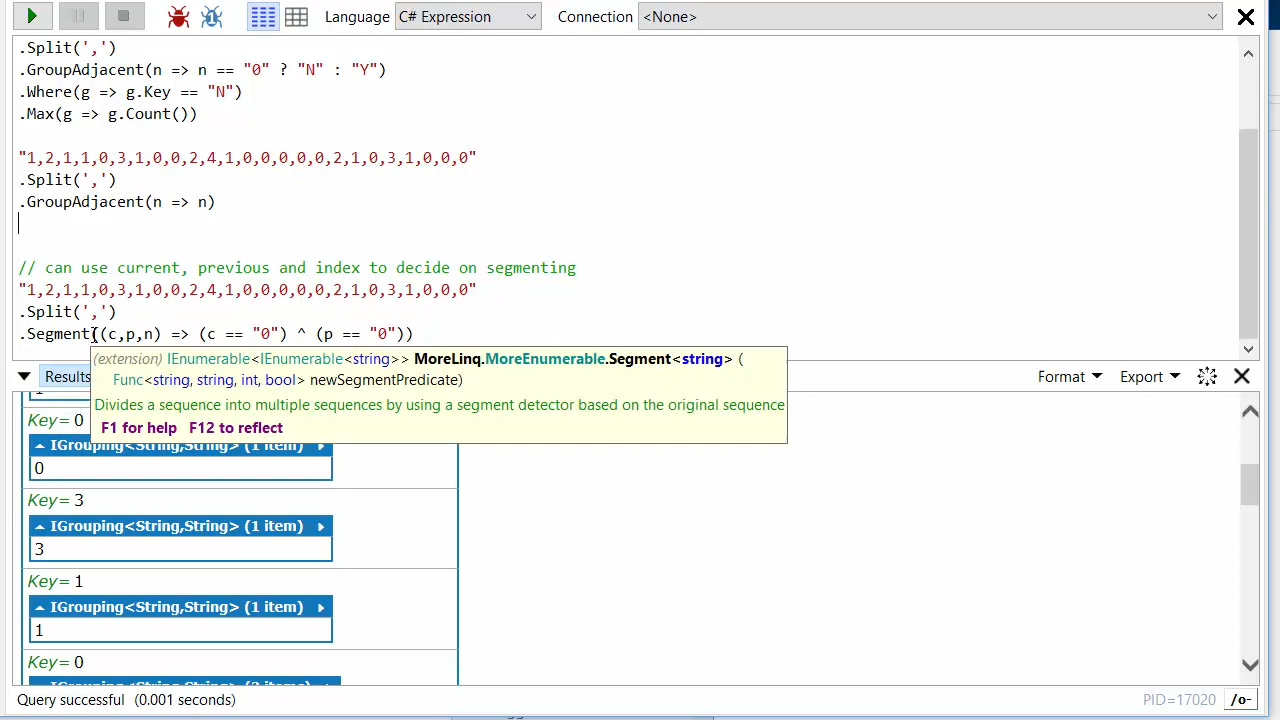 Language C# Expression Connection <None>
.Split(',')
.GroupAdjacent(n => n == "0" ? "N" : "Y")
.Where(g => g.Key == "N")
.Max(g => g.Count())
"1,2,1,1,0,3,1,0,0,2,4,1,0,0,0,0,0,2,1,0,3,1,0,0,0"
.Split(',')
.GroupAdjacent(n => n)
// can use current, previous and index to decide on segmenting
"1,2,1,1,0,3,1,0,0,2,4,1,0,0,0,0,0,2,1,0,3,1,0,0,0"
.Split(',')
.Segment((c,p,n) => (c == "0") ^ (p == "0"))
(extension) IEnumerable<IEnumerable<string>> MoreLinq.MoreEnumerable.Segment<string> (
Func<string, string, int, bool> newSegmentPredicate)
Divides a sequence into multiple sequences by using a segment detector based on the original sequence
F1 for help F12 to reflect
Results
Format Export
Key= 0
IGrouping<String,String> (1 item)
0
Key= 3
IGrouping<String,String> (1 item)
3
Key= 1
IGrouping<String,String> (1 item)
1
Key= 0
Query successful (0.001 seconds)
PID=17020 /o-